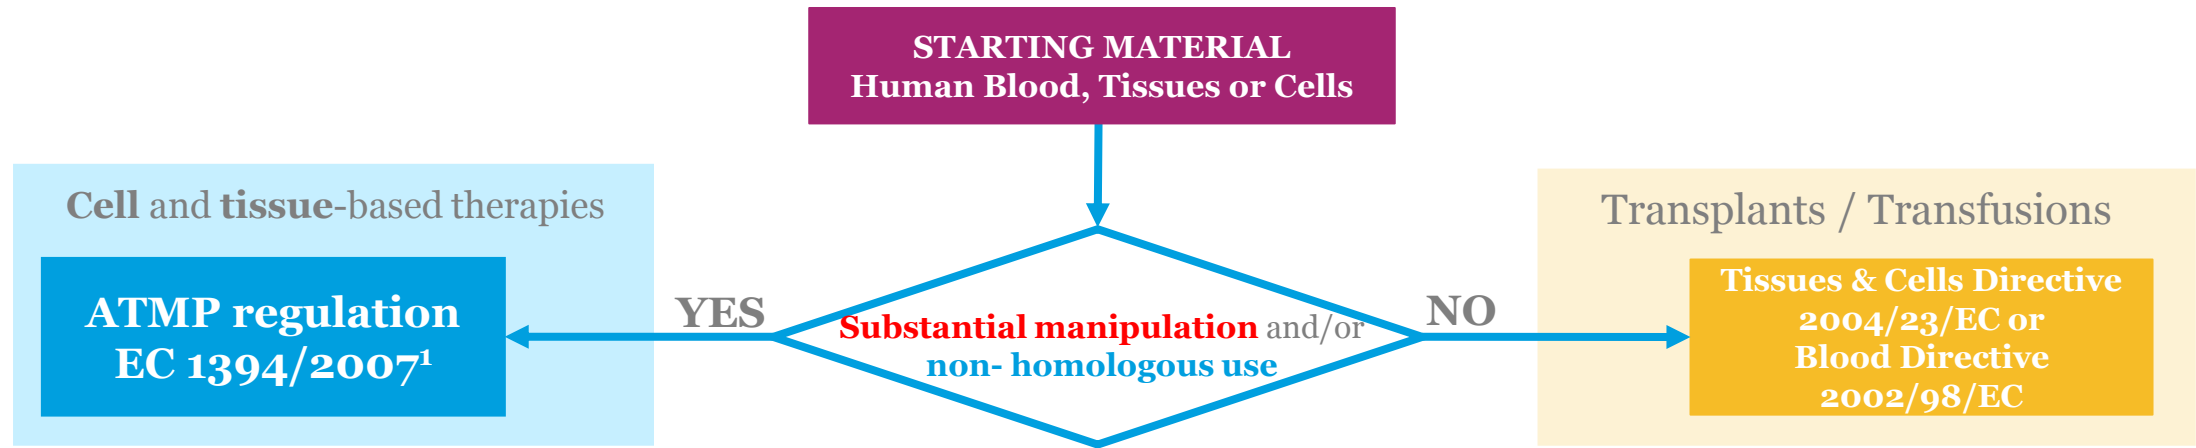 STARTING MATERIAL
Human Blood, Tissues or Cells
Cell and tissue-based therapies
ATMP regulation
EC 1394/2007¹
YES
Substantial manipulation and/or
non- homologous use
NO
Transplants / Transfusions
Tissues & Cells Directive
2004/23/EC or
Blood Directive
2002/98/EC